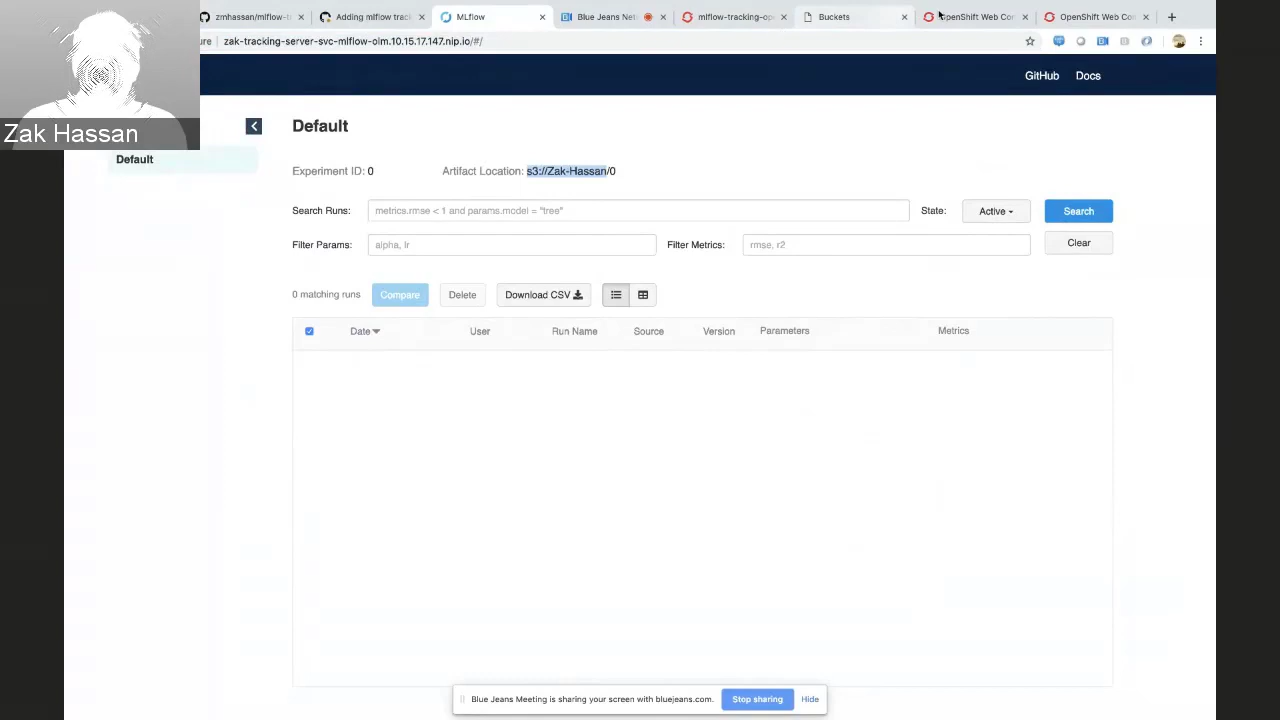 zmhassan/mlflow-t
Adding mlflow track
MLflow
Blue Jeans Net
mlflow-tracking-op
Buckets
OpenShift Web Con
OpenShift Web Con
ure
zak-tracking-server-svc-mlflow-olm.10.15.17.147.nip.io/#/
GitHub
Docs
Zak Hassan
Default
Default
Experiment ID: 0
Artifact Location: s3://Zak-Hassan/0
Search Runs:
metrics.rmse < 1 and params.model = "tree"
State:
Active
Search
Filter Params:
alpha, lr
Filter Metrics:
rmse, r2
Clear
0 matching runs
Compare
Delete
Download CSV
Date
User
Run Name
Source
Version
Parameters
Metrics
Blue Jeans Meeting is sharing your screen with bluejeans.com.
Stop sharing
Hide